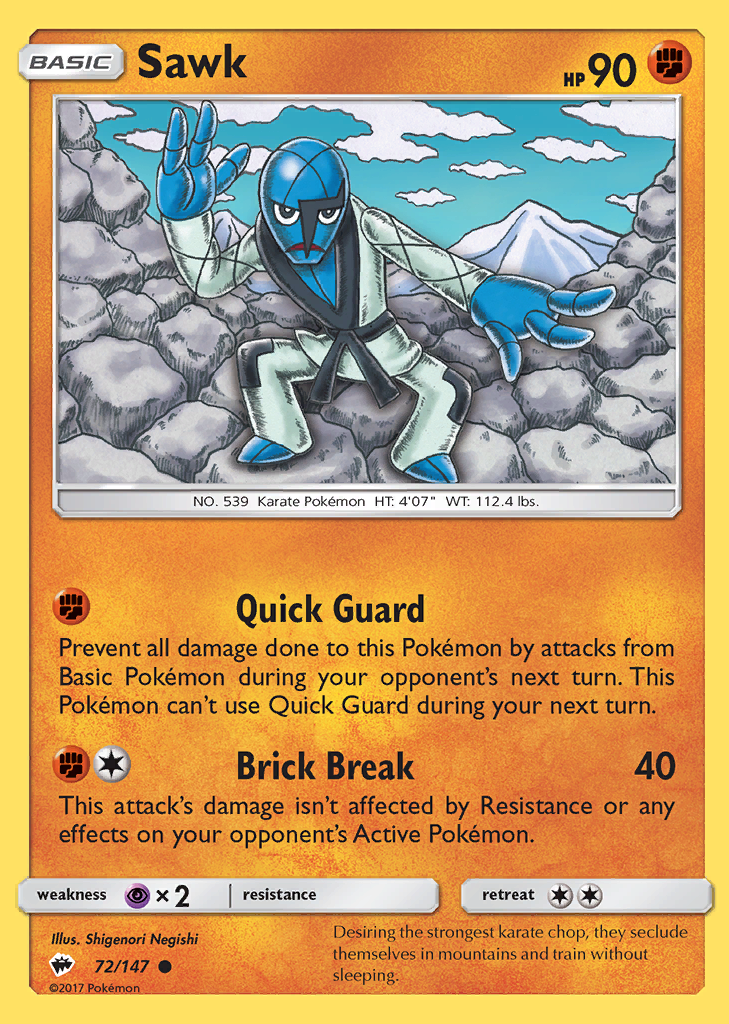 BASIC Sawk HP 90
NO. 539 Karate Pokémon HT: 4'07" WT: 112.4 lbs.
Quick Guard
Prevent all damage done to this Pokémon by attacks from
Basic Pokémon during your opponent's next turn. This
Pokémon can't use Quick Guard during your next turn.
Brick Break 40
This attack's damage isn't affected by Resistance or any
effects on your opponent's Active Pokémon.
weakness × 2 resistance retreat
Illus. Shigenori Negishi
72/147
©2017 Pokémon
Desiring the strongest karate chop, they seclude
themselves in mountains and train without
sleeping.